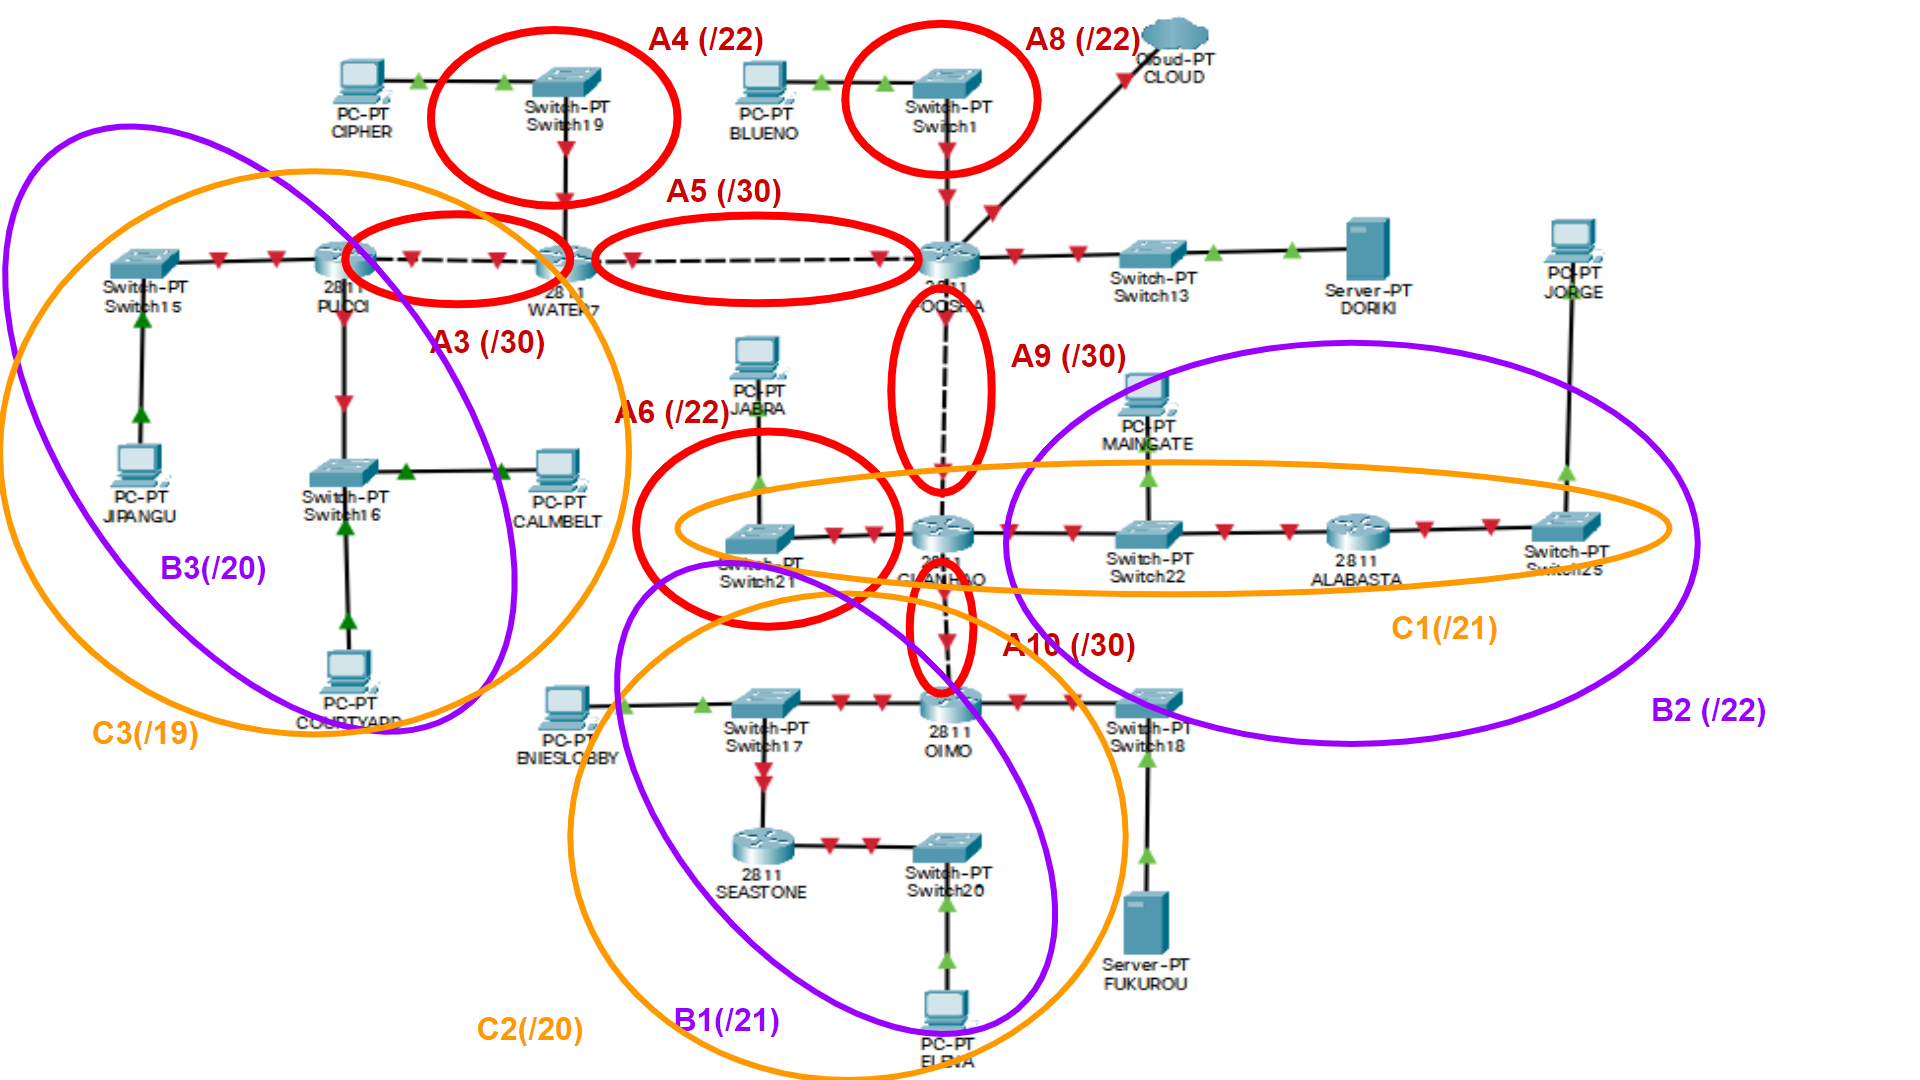 A4 (/22)
A8 (/22)
Cloud-PT
CLOUD
PC-PT
CIPHER
Switch-PT
Switch19
PC-PT
BLUENO
Switch-PT
Switch1
A5 (/30)
Switch-PT
Switch15
2811
PUCCI
2811
WATER7
2811
FOOSHA
Switch-PT
Switch13
Server-PT
DORIKI
PC-PT
JORGE
A3 (/30)
A9 (/30)
PC-PT
JABRA
A6 (/22)
PC-PT
MAINGATE
PC-PT
JIPANGU
Switch-PT
Switch16
PC-PT
CALMBELT
B3(/20)
Switch-PT
Switch21
2811
GUANHAO
Switch-PT
Switch22
2811
ALABASTA
Switch-PT
Switch25
C1(/21)
A10 (/30)
PC-PT
COURTYARD
C3(/19)
B2 (/22)
PC-PT
ENIESLOBBY
Switch-PT
Switch17
2811
OIMO
Switch-PT
Switch18
2811
SEASTONE
Switch-PT
Switch20
Server-PT
FUKUROU
C2(/20)
B1(/21)
PC-PT
ELENA